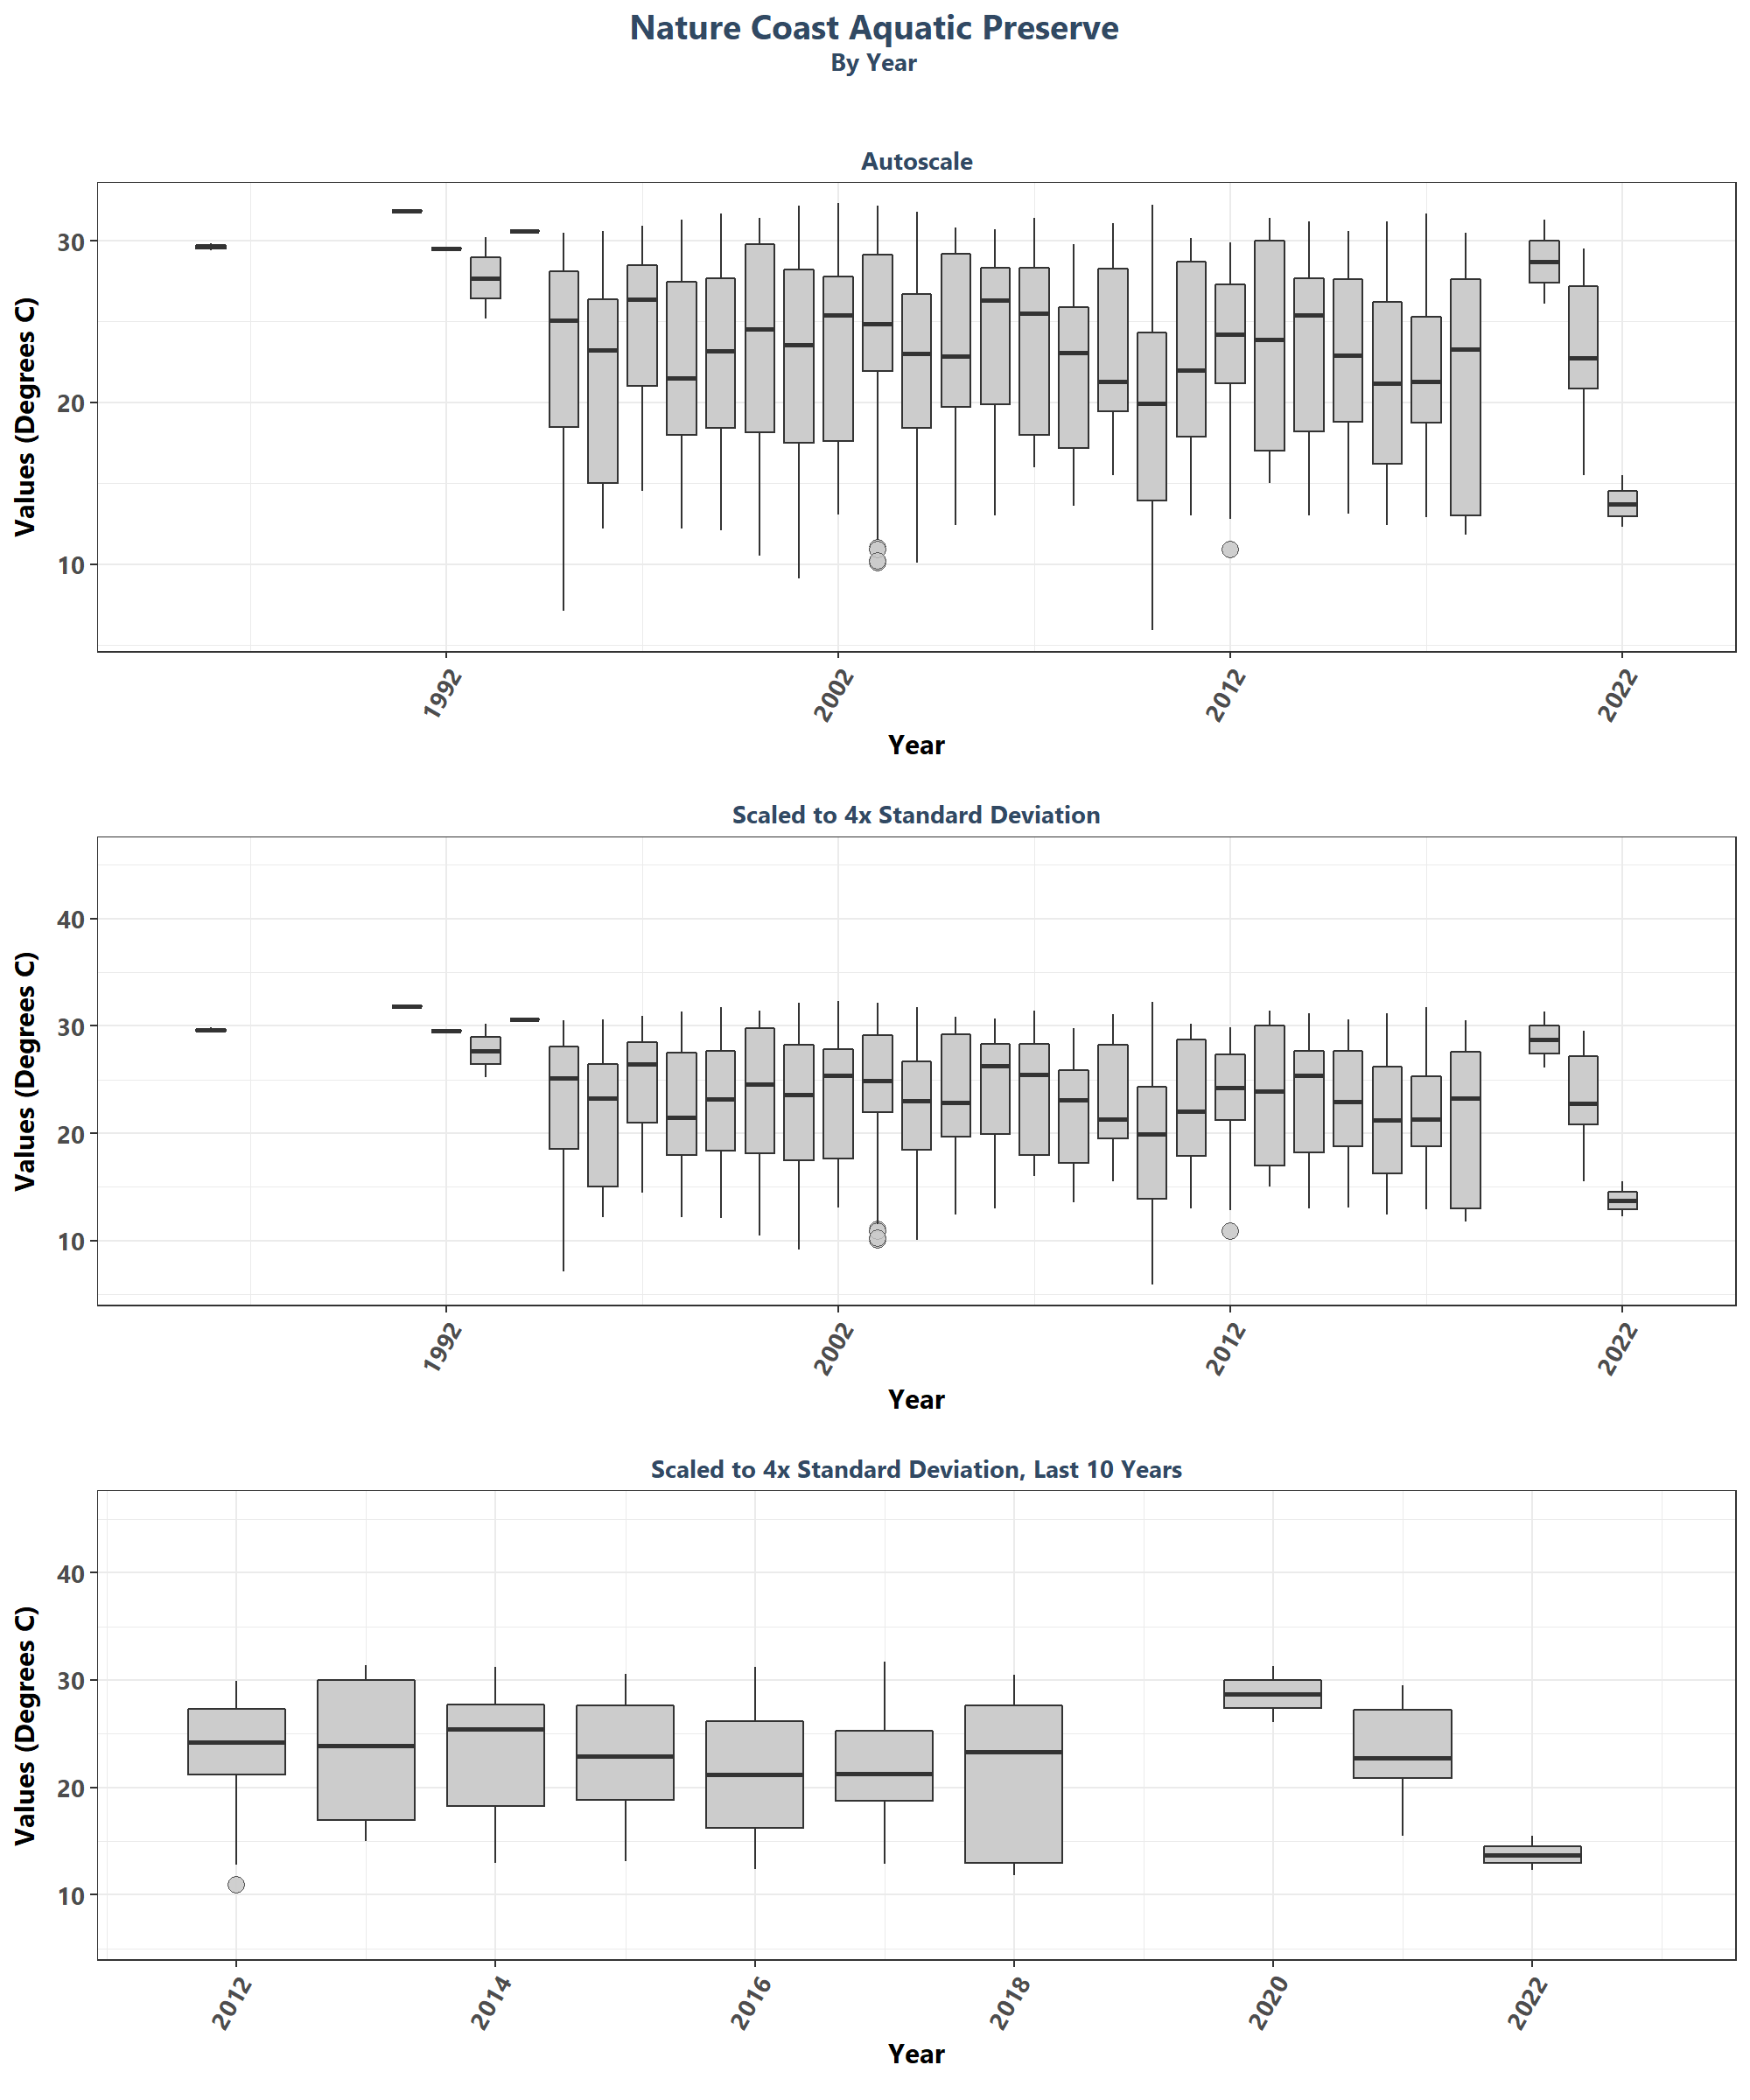 Nature Coast Aquatic Preserve
By Year
Autoscale
Values (Degrees C)
30
20
10
1992
2002
2012
2022
Year
Scaled to 4x Standard Deviation
Values (Degrees C)
40
30
20
10
1992
2002
2012
2022
Year
Scaled to 4x Standard Deviation, Last 10 Years
Values (Degrees C)
40
30
20
10
2012
2014
2016
2018
2020
2022
Year